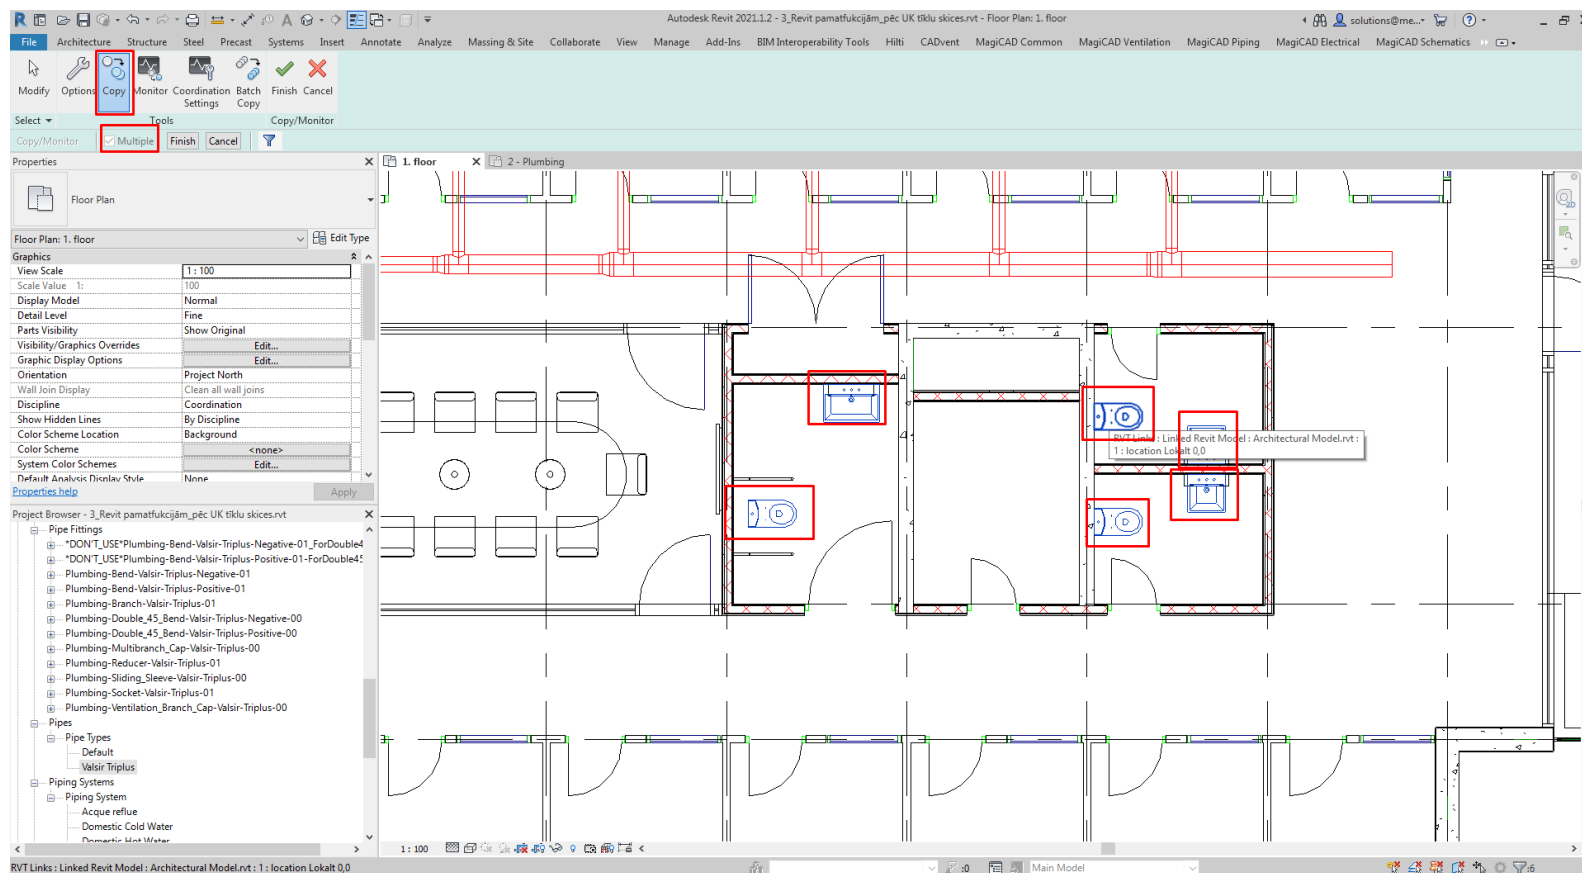 Autodesk Revit 2021.1.2 - 3_Revit pamatfukcijām_pēc UK tīklu skices.rvt - Floor Plan: 1. floor
solutions@me...
File Architecture Structure Steel Precast Systems Insert Annotate Analyze Massing & Site Collaborate View Manage Add-Ins BIM Interoperability Tools Hilti CADvent MagiCAD Common MagiCAD Ventilation MagiCAD Piping MagiCAD Electrical MagiCAD Schematics
Modify Options Copy Monitor Coordination Settings Batch Copy Finish Cancel
Select Tools Copy/Monitor
Copy/Monitor Multiple Finish Cancel
Properties
1. floor 2 - Plumbing
Floor Plan
Floor Plan: 1. floor Edit Type
Graphics
View Scale 1 : 100
Scale Value 1: 100
Display Model Normal
Detail Level Fine
Parts Visibility Show Original
Visibility/Graphics Overrides Edit...
Graphic Display Options Edit...
Orientation Project North
Wall Join Display Clean all wall joins
Discipline Coordination
Show Hidden Lines By Discipline
Color Scheme Location Background
Color Scheme <none>
System Color Schemes Edit...
Default Analysis Display Style None
Properties help Apply
RVT Links : Linked Revit Model : Architectural Model.rvt :
1 : location Lokalt 0,0
Project Browser - 3_Revit pamatfukcijām_pēc UK tīklu skices.rvt
Pipe Fittings
*DON'T_USE*Plumbing-Bend-Valsir-Triplus-Negative-01_ForDouble4
*DON'T_USE*Plumbing-Bend-Valsir-Triplus-Positive-01-ForDouble45
Plumbing-Bend-Valsir-Triplus-Negative-01
Plumbing-Bend-Valsir-Triplus-Positive-01
Plumbing-Branch-Valsir-Triplus-01
Plumbing-Double_45_Bend-Valsir-Triplus-Negative-00
Plumbing-Double_45_Bend-Valsir-Triplus-Positive-00
Plumbing-Multibranch_Cap-Valsir-Triplus-00
Plumbing-Reducer-Valsir-Triplus-01
Plumbing-Sliding_Sleeve-Valsir-Triplus-00
Plumbing-Socket-Valsir-Triplus-01
Plumbing-Ventilation_Branch_Cap-Valsir-Triplus-00
Pipes
Pipe Types
Default
Valsir Triplus
Piping Systems
Piping System
Acque reflue
Domestic Cold Water
Domestic Hot Water
1 : 100
RVT Links : Linked Revit Model : Architectural Model.rvt : 1 : location Lokalt 0,0
:0 Main Model :6